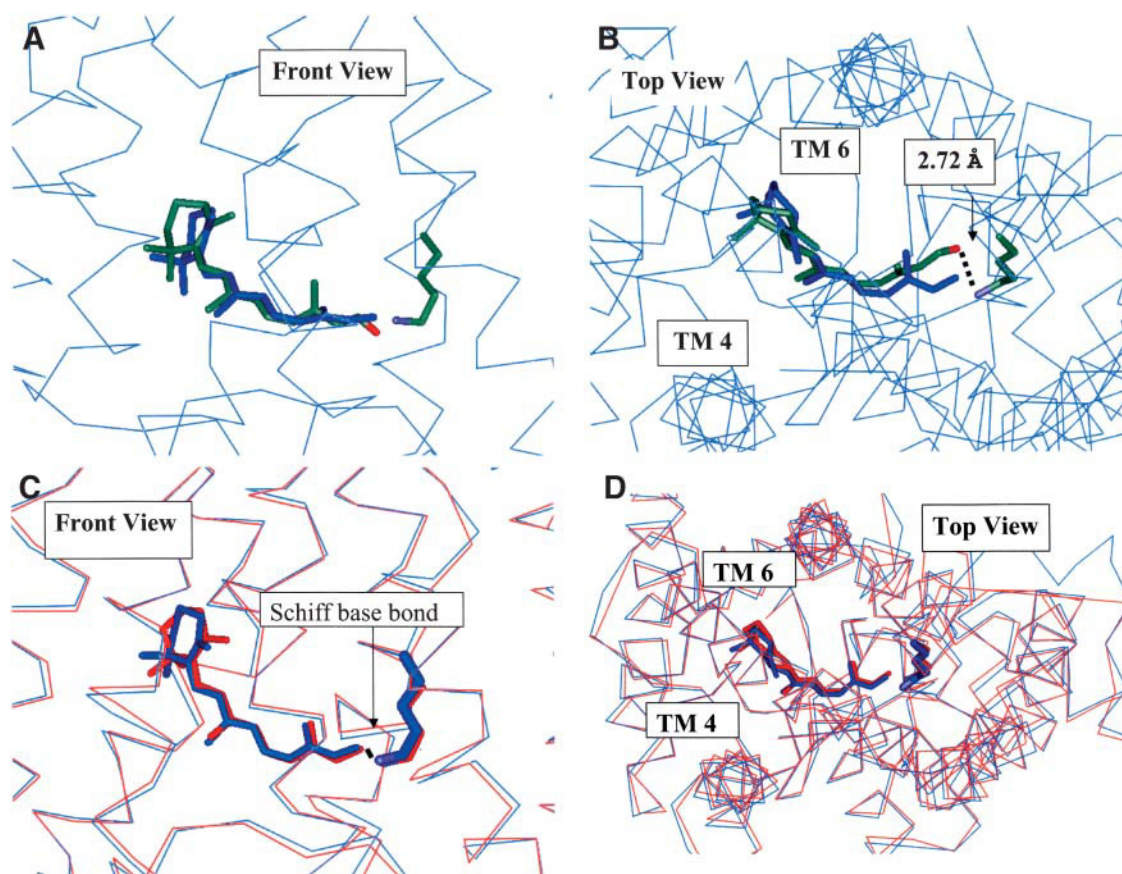 A
Front View
B
Top View
TM 6
2.72 Å
TM 4
C
Front View
Schiff base bond
D
Top View
TM 6
TM 4